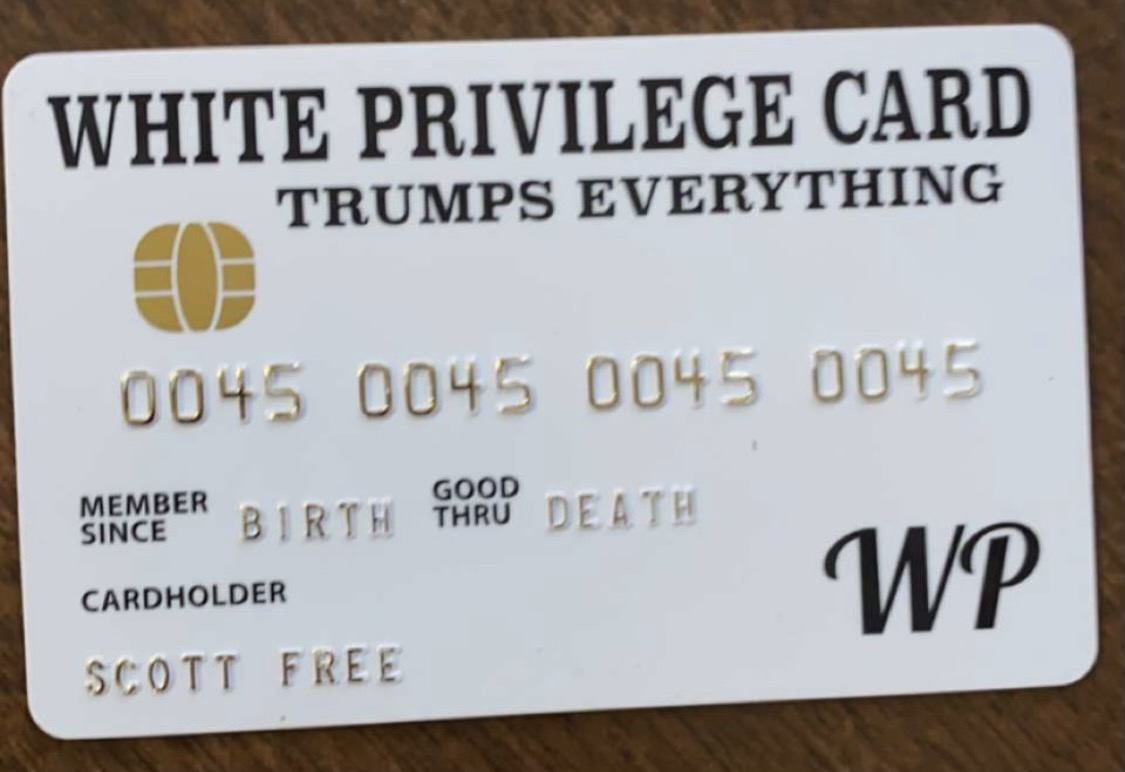 WHITE PRIVILEGE CARD
TRUMPS EVERYTHING
0045 0045 0045 0045
MEMBER SINCE BIRTH GOOD THRU DEATH
CARDHOLDER
SCOTT FREE
WP